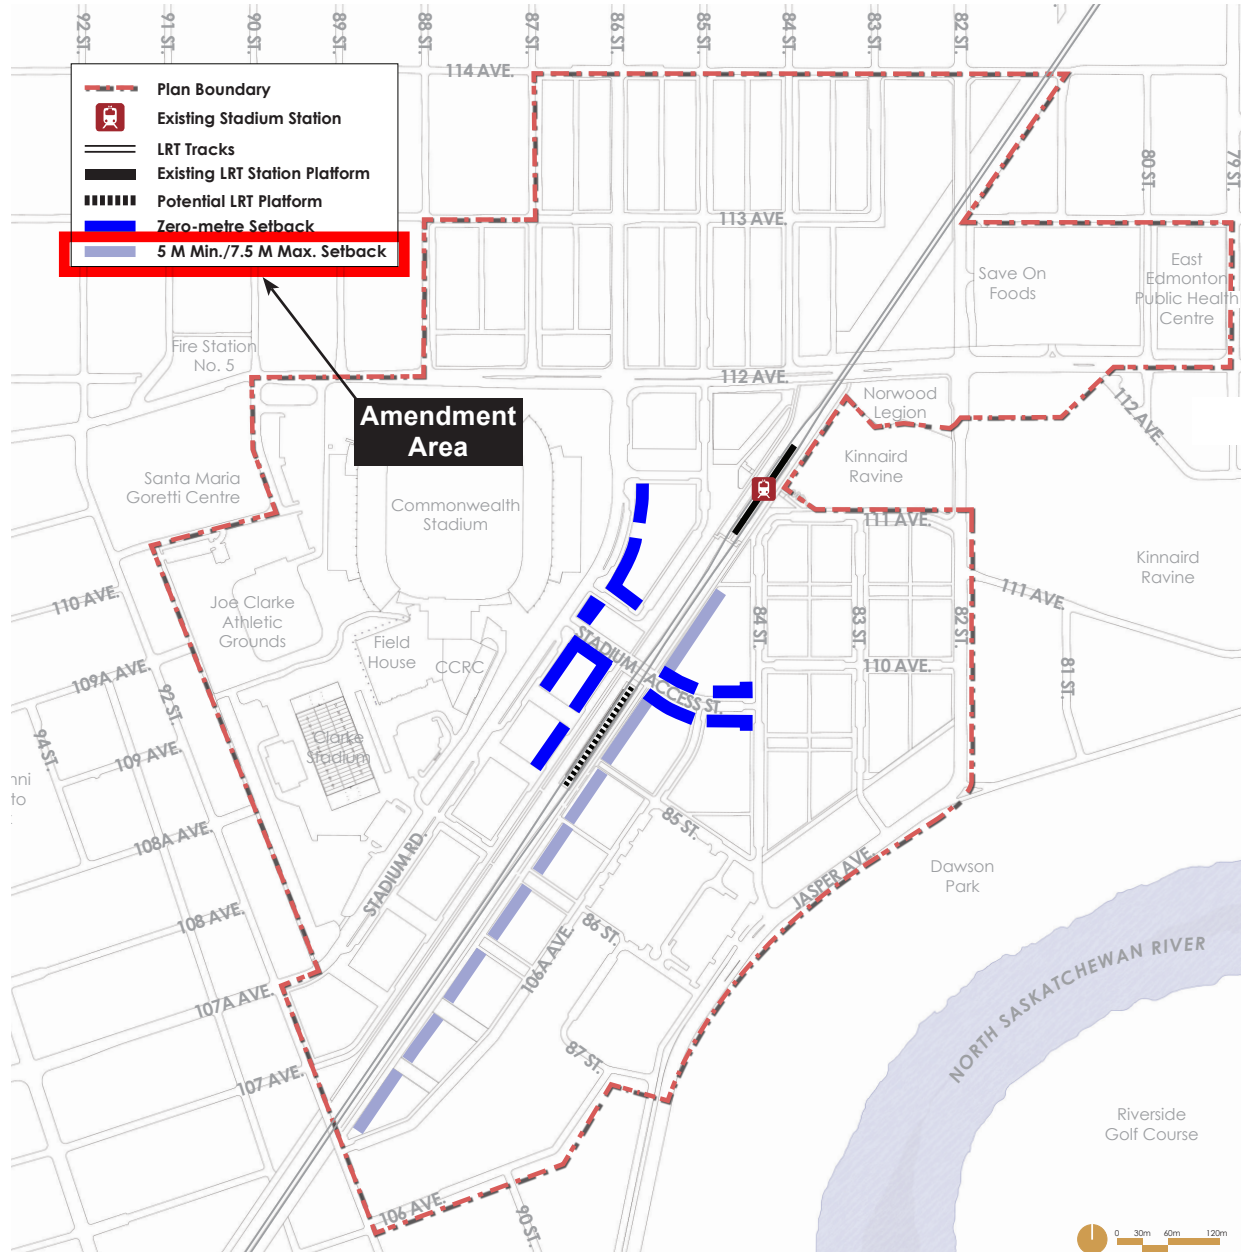 92 ST.
91 ST.
90 ST.
89 ST.
88 ST.
87 ST.
86 ST.
85 ST.
84 ST.
83 ST.
82 ST.
114 AVE.
Plan Boundary
Existing Stadium Station
LRT Tracks
Existing LRT Station Platform
Potential LRT Platform
Zero-metre Setback
5 M Min./7.5 M Max. Setback
80 ST.
79 ST.
113 AVE.
Save On
Foods
East
Edmonton
Public Health
Centre
Fire Station
No. 5
112 AVE.
Amendment
Area
Norwood
Legion
112 AVE.
Santa Maria
Goretti Centre
Kinnaird
Ravine
Commonwealth
Stadium
111 AVE.
Kinnaird
Ravine
110 AVE.
Joe Clarke
Athletic
Grounds
111 AVE.
84 ST.
83 ST.
82 ST.
Field
House
CCRC
STADIUM ACCESS ST.
110 AVE.
81 ST.
109A AVE.
92 ST.
94 ST.
109 AVE.
Clarke
Stadium
nni
to
108A AVE.
85 ST.
STADIUM RD.
JASPER AVE.
Dawson
Park
108 AVE.
86 ST.
106A AVE.
NORTH SASKATCHEWAN RIVER
107A AVE.
87 ST.
107 AVE.
Riverside
Golf Course
106 AVE.
90 ST.
0 30m 60m 120m